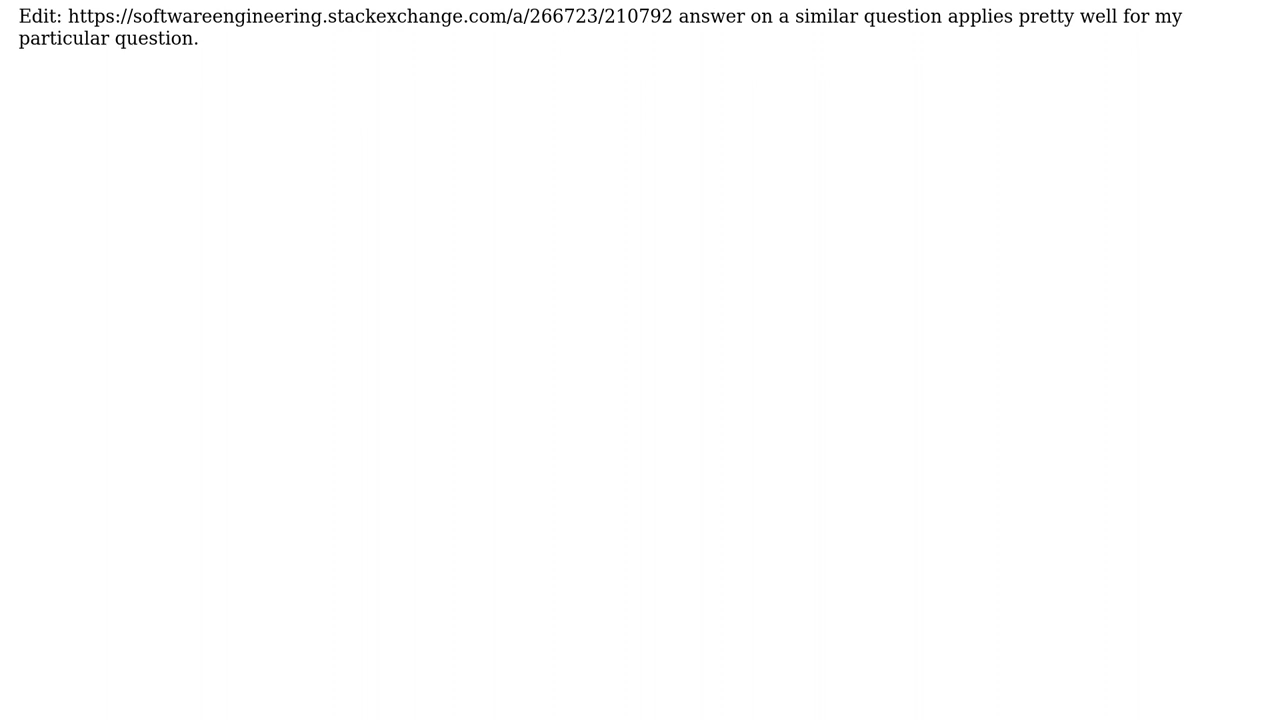 Edit: https://softwareengineering.stackexchange.com/a/266723/210792 answer on a similar question applies pretty well for my
particular question.